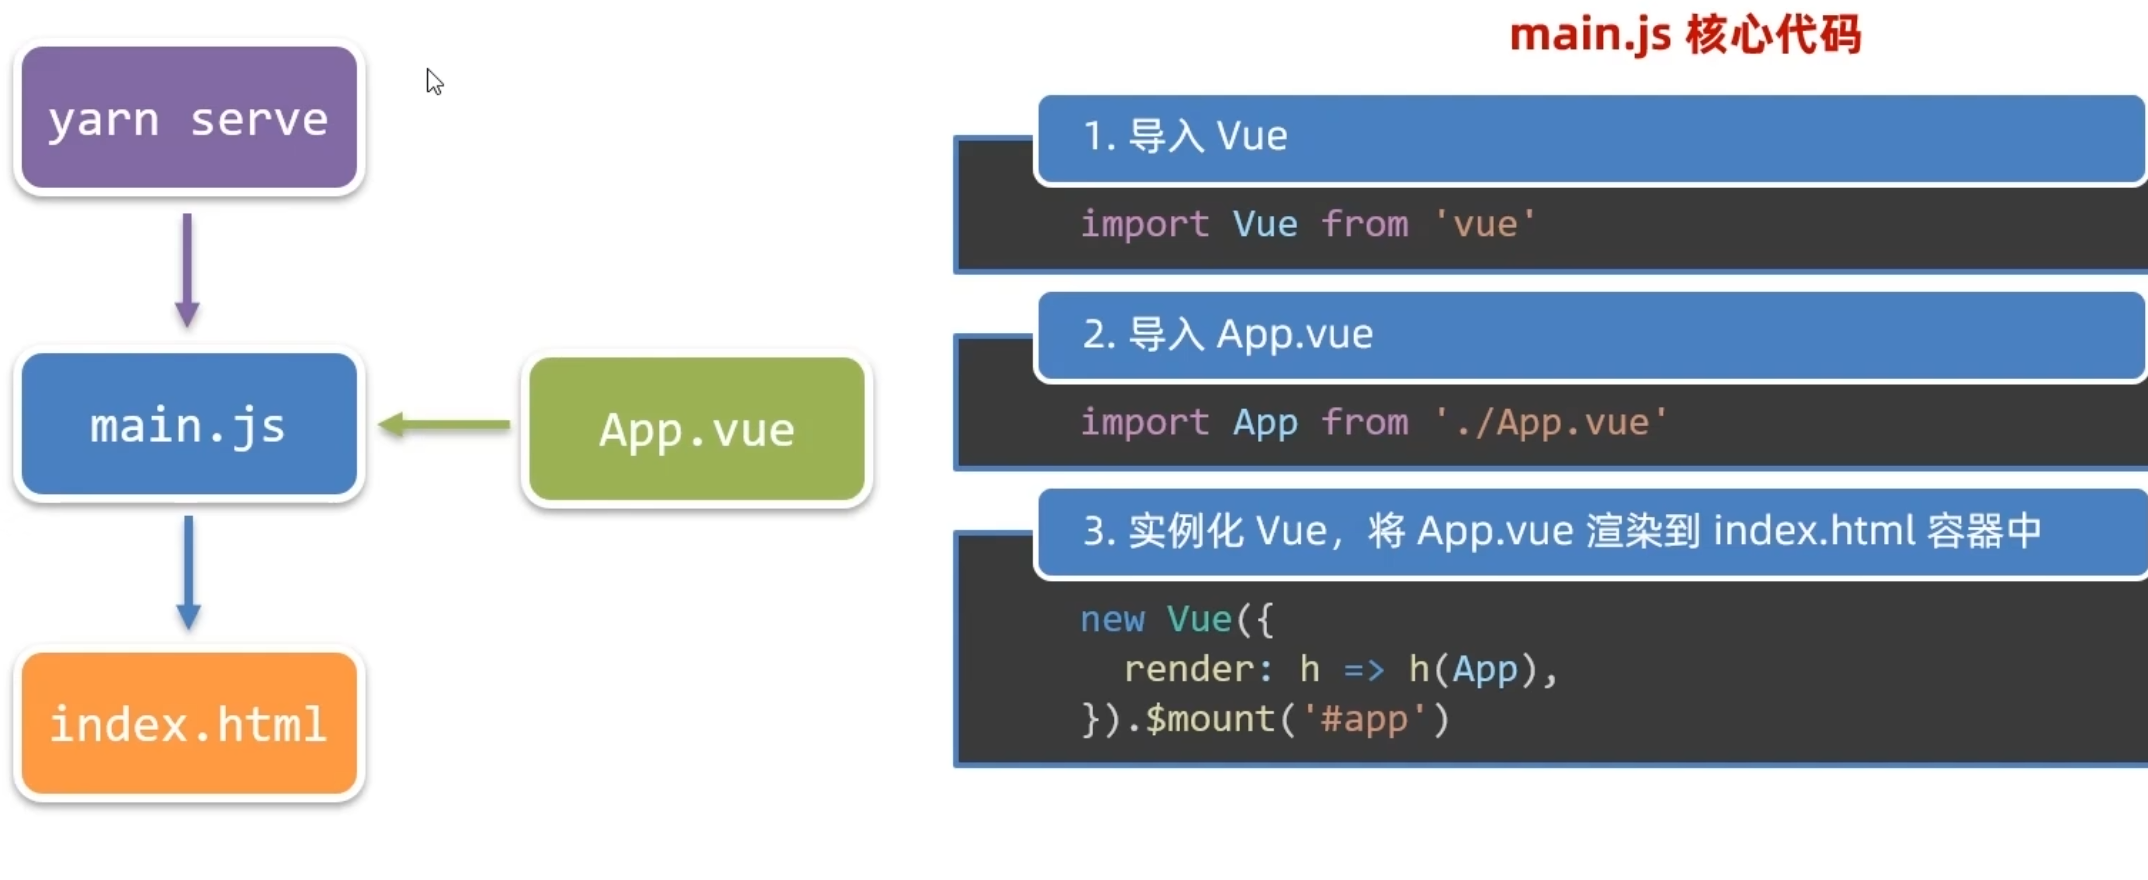 yarn serve
main.js
App.vue
index.html
main.js 核心代码
1. 导入 Vue
import Vue from 'vue'
2. 导入 App.vue
import App from './App.vue'
3. 实例化 Vue，将 App.vue 渲染到 index.html 容器中
new Vue({
  render: h => h(App),
}).$mount('#app')